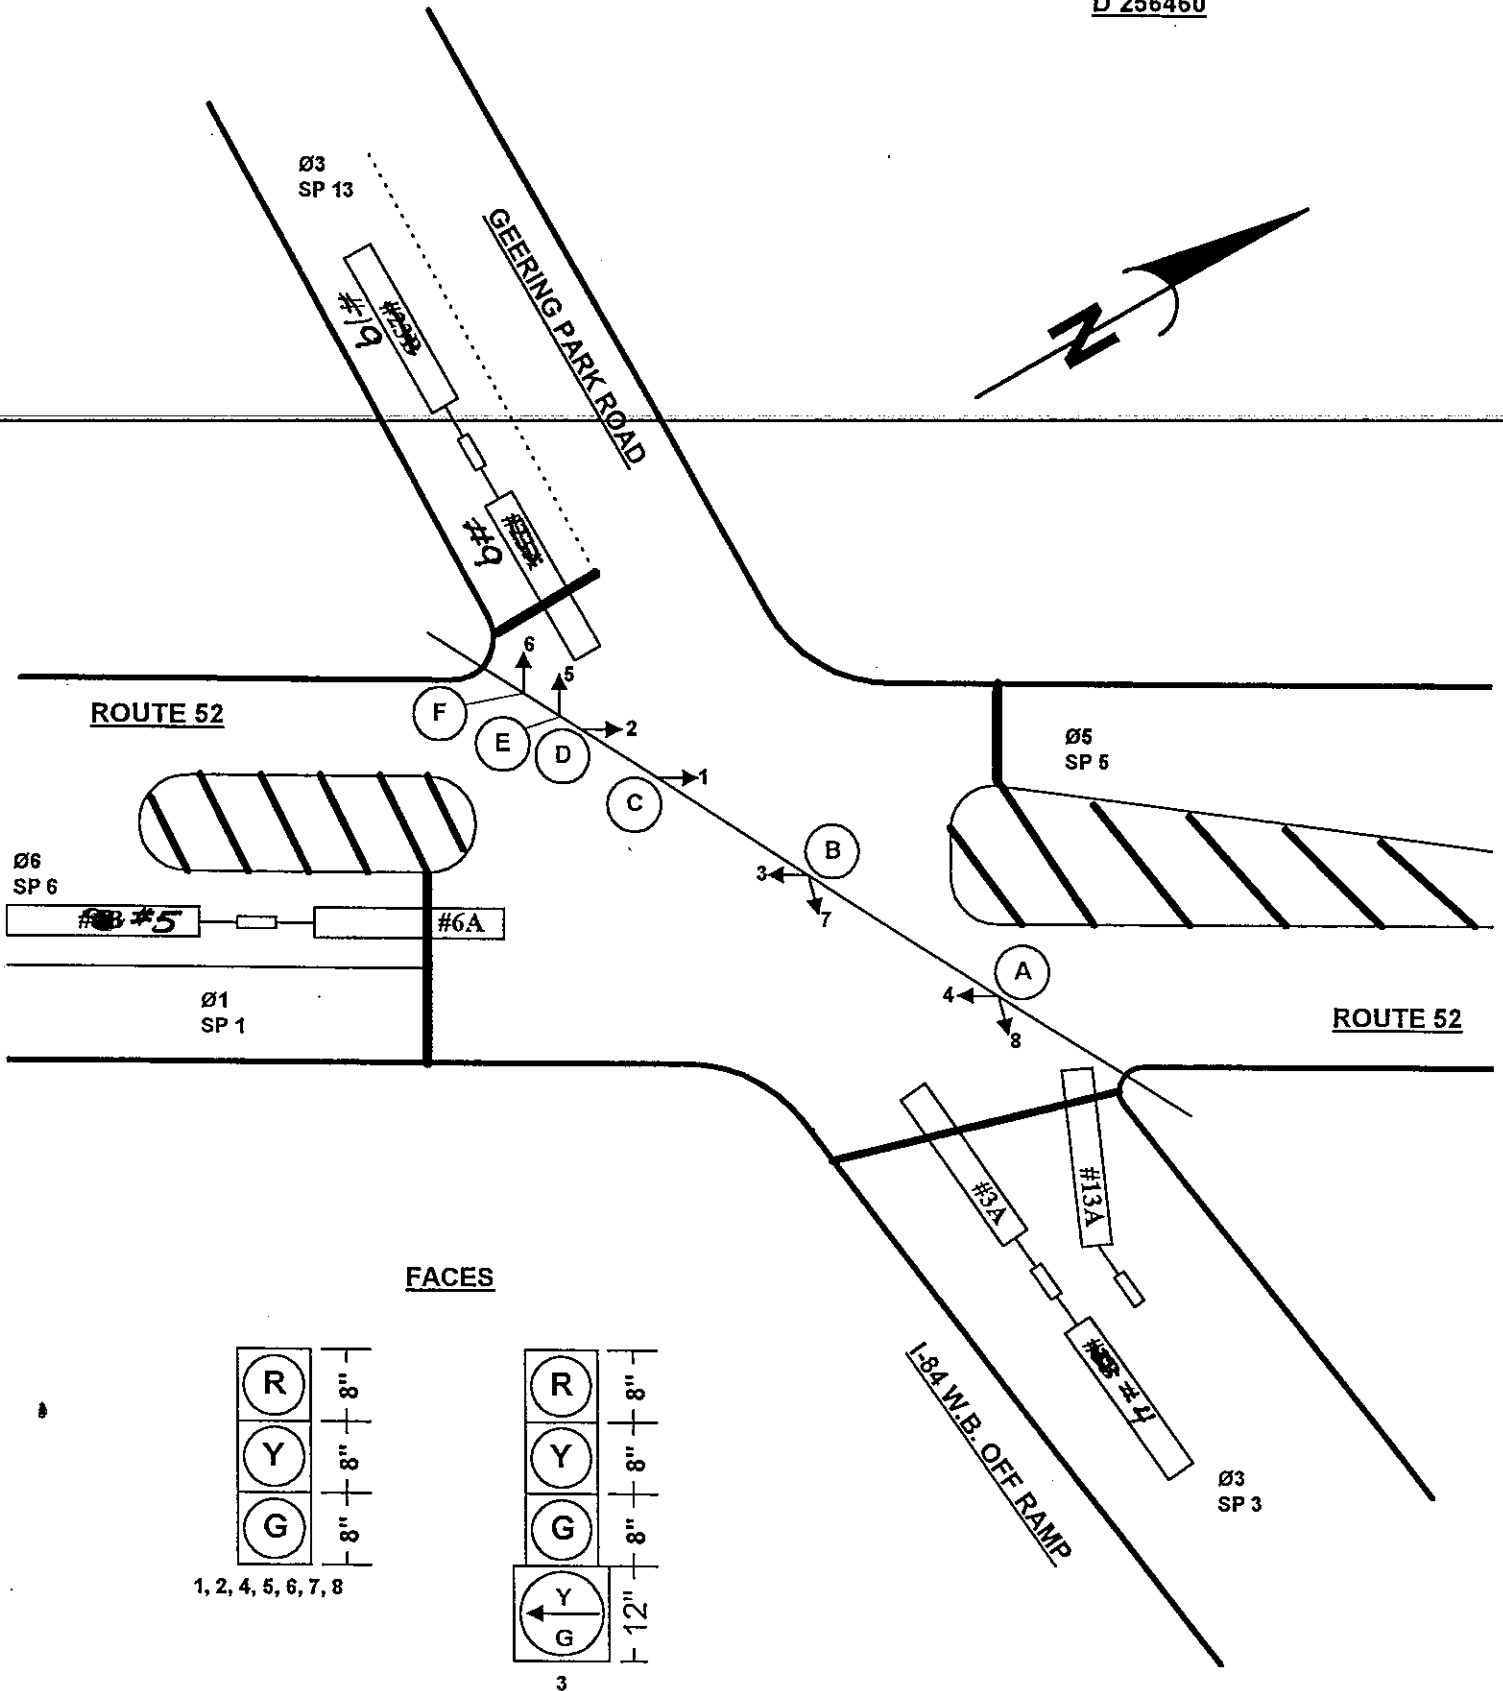 D 256460
Ø3
SP 13
GEERING PARK ROAD
#19
#9
N
6
5
2
1
F
E
D
C
B
A
3
7
4
8
ROUTE 52
Ø5
SP 5
Ø6
SP 6
#5
#6A
Ø1
SP 1
ROUTE 52
#3A
#13A
#4
I-84 W.B. OFF RAMP
Ø3
SP 3
FACES
R 8"
Y 8"
G 8"
1, 2, 4, 5, 6, 7, 8
R 8"
Y 8"
G 8"
Y
G
12"
3